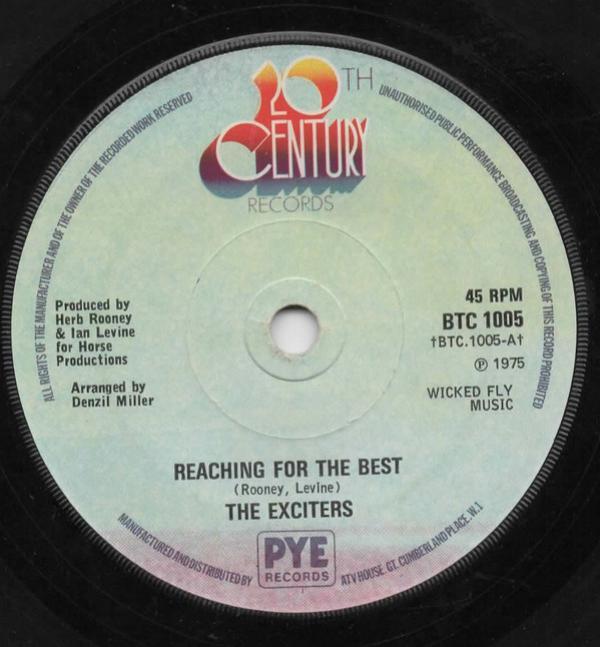 20TH
CENTURY
RECORDS
ALL RIGHTS OF THE MANUFACTURER AND OF THE OWNER OF THE RECORDED WORK RESERVED
UNAUTHORISED PUBLIC PERFORMANCE BROADCASTING AND COPYING OF THIS RECORD PROHIBITED
Produced by
Herb Rooney
& Ian Levine
for Horse
Productions
Arranged by
Denzil Miller
45 RPM
BTC 1005
†BTC.1005-A†
℗ 1975
WICKED FLY
MUSIC
REACHING FOR THE BEST
(Rooney, Levine)
THE EXCITERS
MANUFACTURED AND DISTRIBUTED BY
PYE
RECORDS
ATV HOUSE. GT. CUMBERLAND PLACE. W.1